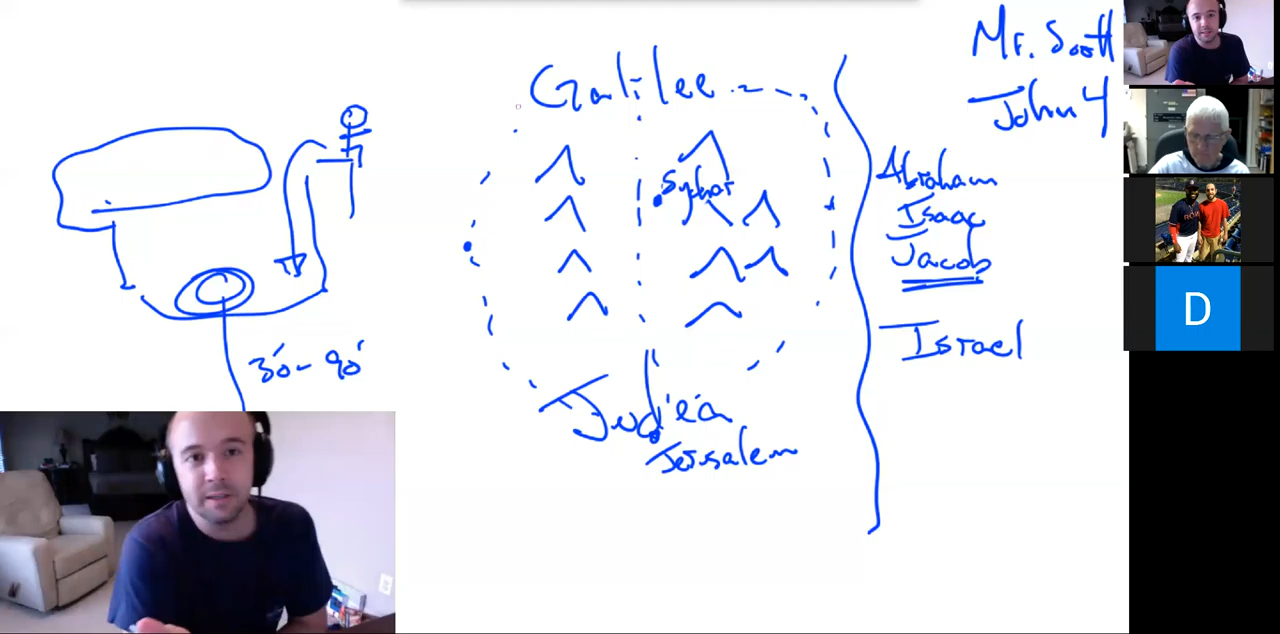 Mr. Scott
John 4
Galilee
Sychar
Abraham
Isaac
Jacob
Israel
30'- 90'
Judea
Jerusalem
D